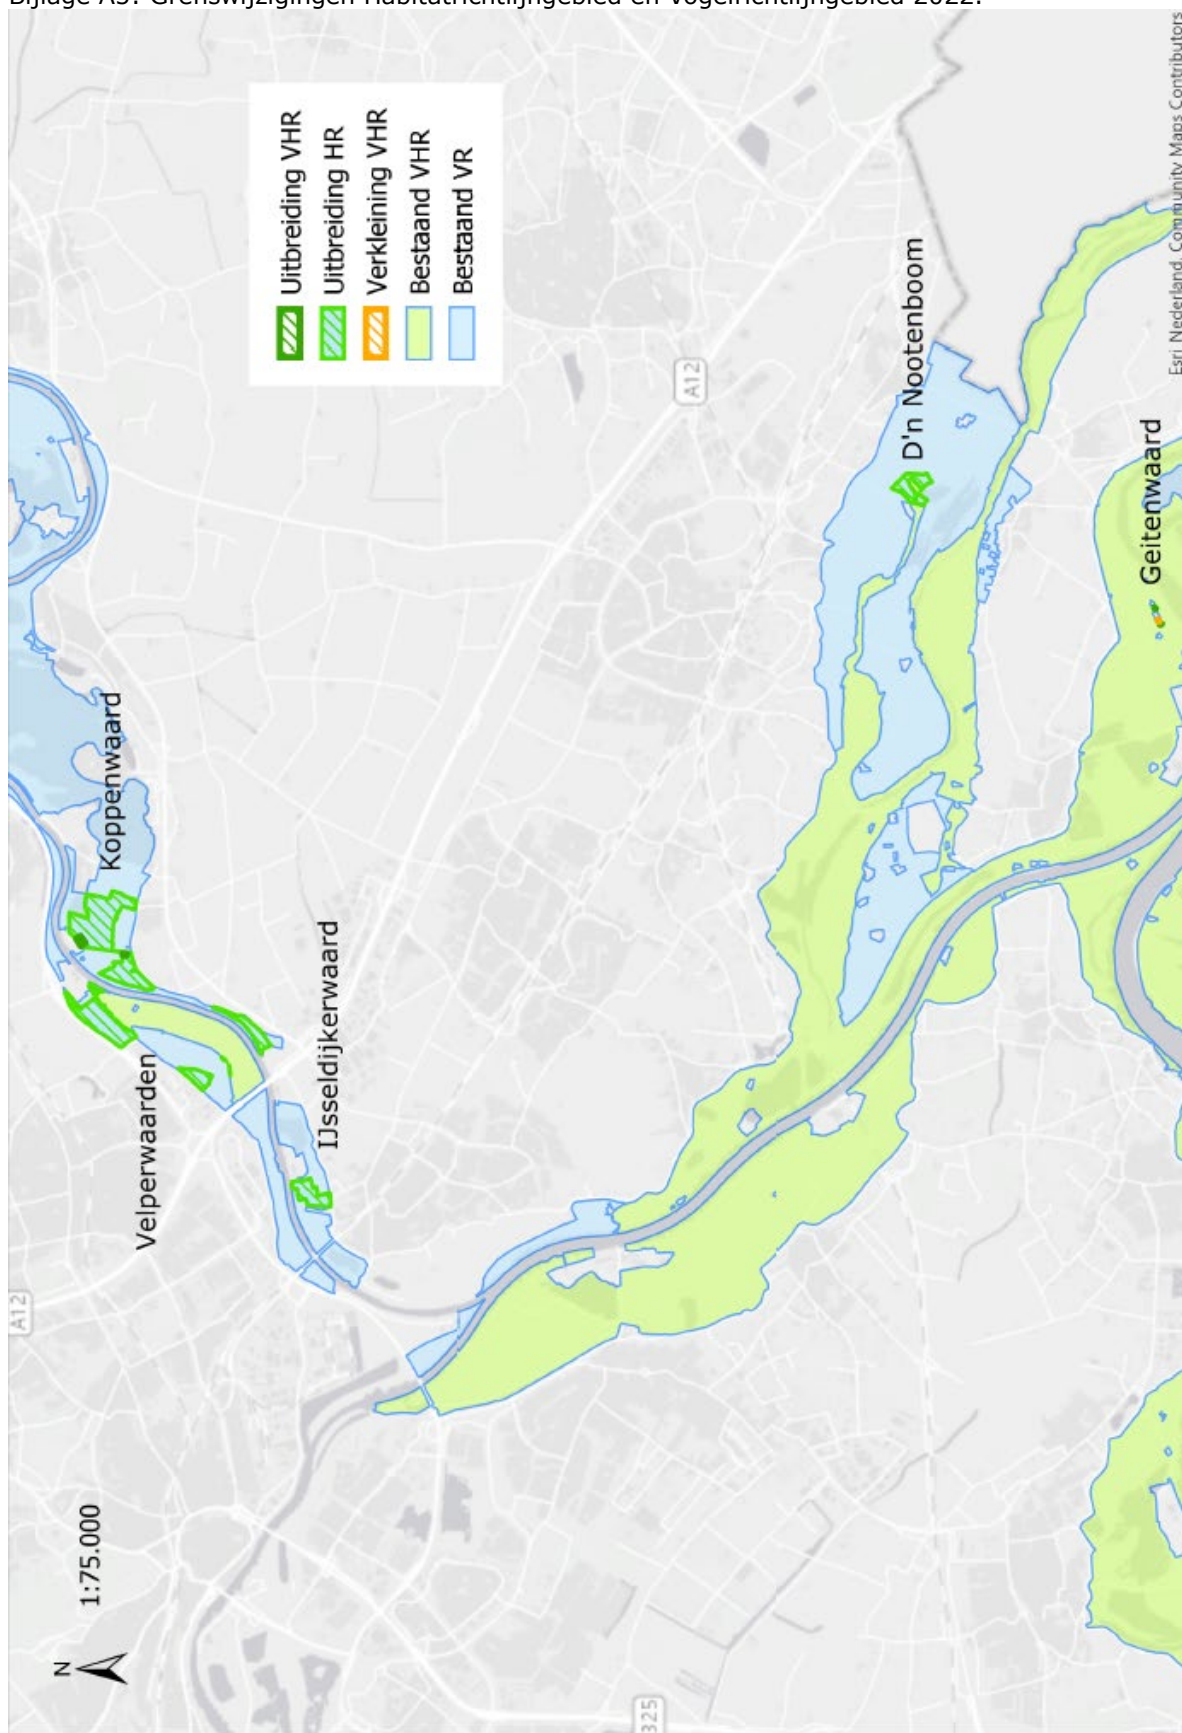 Bijlage A5: Grenswijzigingen Habitatrichtlijngebied en Vogelrichtlijngebied 2022.
N
1:75.000
Uitbreiding VHR
Uitbreiding HR
Verkleining VHR
Bestaand VHR
Bestaand VR
A12
Velperwaarden
Koppenwaard
IJsseldijkerwaard
A12
D'n Nootenboom
Geitenwaard
325
Esri Nederland, Community Maps Contributors